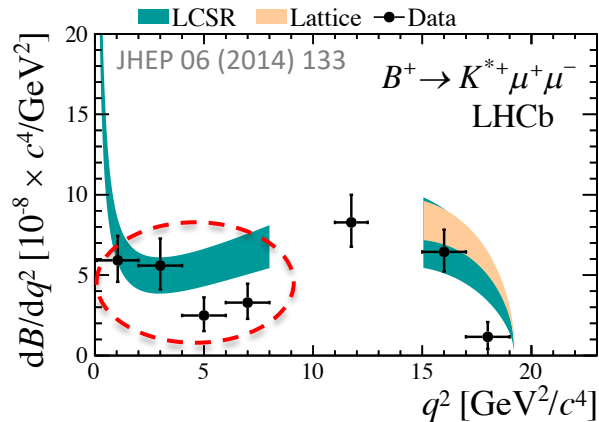 LCSR Lattice Data
JHEP 06 (2014) 133
B⁺→ K*⁺μ⁺μ⁻
LHCb
dB/dq² [10⁻⁸ × c⁴/GeV²]
20
15
10
5
0
0 5 10 15 20
q² [GeV²/c⁴]